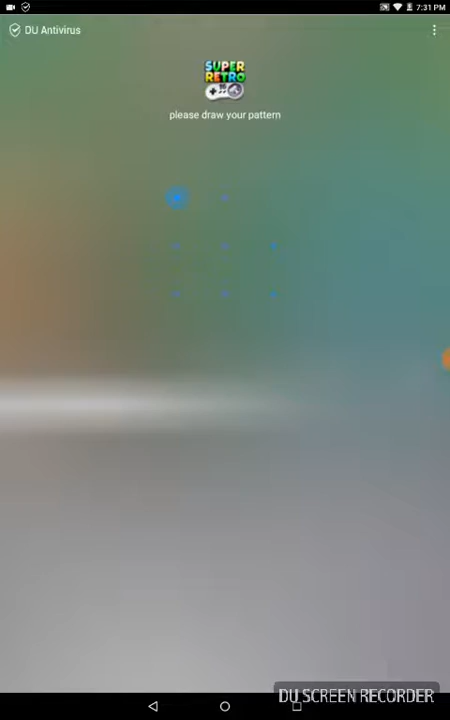 7:31 PM
DU Antivirus
SUPER
RETRO
please draw your pattern
DU SCREEN RECORDER